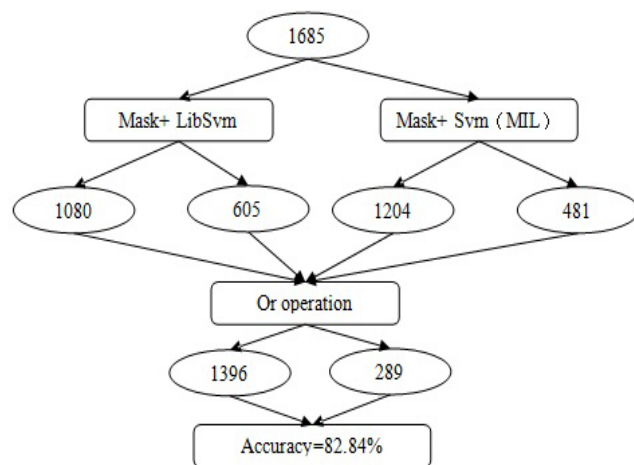 1685
Mask+ LibSvm
Mask+ Svm（MIL）
1080
605
1204
481
Or operation
1396
289
Accuracy=82.84%